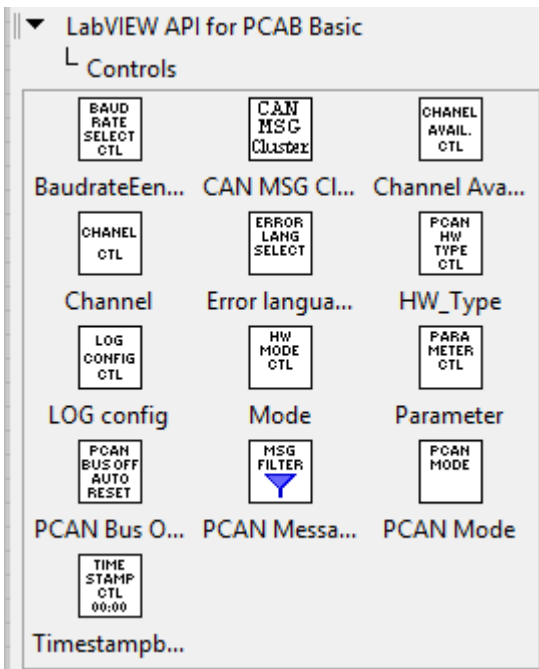 LabVIEW API for PCAB Basic
Controls
BAUD
RATE
SELECT
CTL
CAN
MSG
Cluster
CHANEL
AVAIL.
CTL
BaudrateEen... CAN MSG Cl... Channel Ava...
CHANEL
CTL
ERROR
LANG
SELECT
PCAN
HW
TYPE
CTL
Channel Error langua... HW_Type
LOG
CONFIG
CTL
HW
MODE
CTL
PARA
METER
CTL
LOG config Mode Parameter
PCAN
BUS OFF
AUTO
RESET
MSG
FILTER
PCAN
MODE
PCAN Bus O... PCAN Messa... PCAN Mode
TIME
STAMP
CTL
00:00
Timestampb...